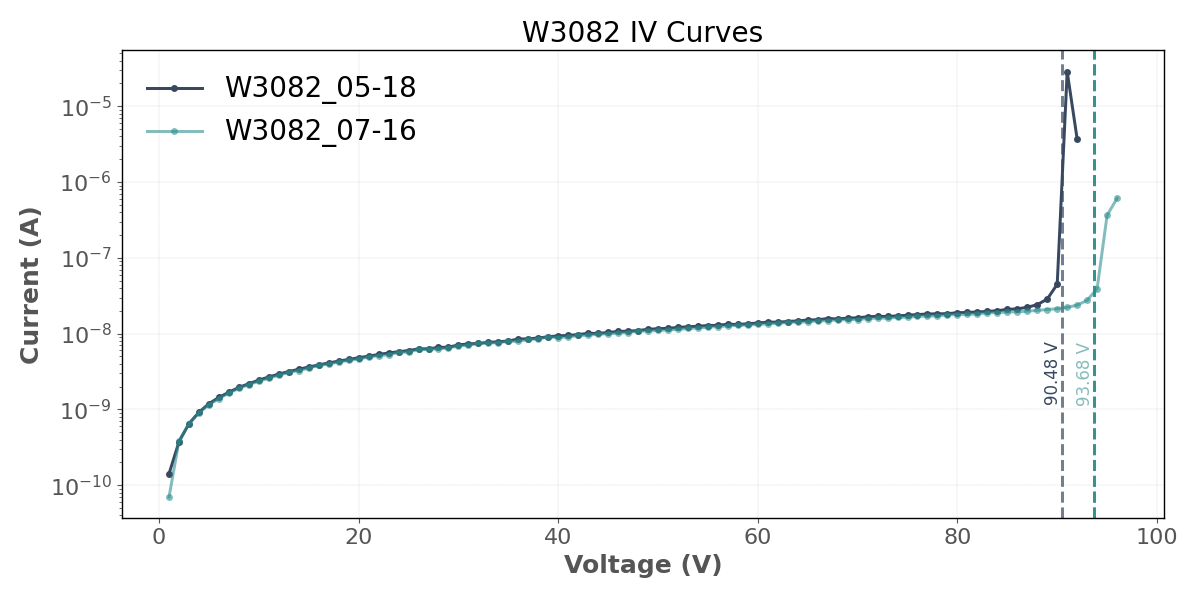 W3082 IV Curves
W3082_05-18
W3082_07-16
Current (A)
10⁻⁵
10⁻⁶
10⁻⁷
10⁻⁸
10⁻⁹
10⁻¹⁰
90.48 V
93.68 V
0 20 40 60 80 100
Voltage (V)